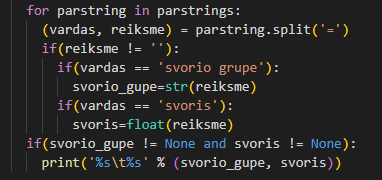 for parstring in parstrings:
(vardas, reiksme) = parstring.split('=')
if(reiksme != ''):
if(vardas == 'svorio grupe'):
svorio_gupe=str(reiksme)
if(vardas == 'svoris'):
svoris=float(reiksme)
if(svorio_gupe != None and svoris != None):
print('%s\t%s' % (svorio_gupe, svoris))